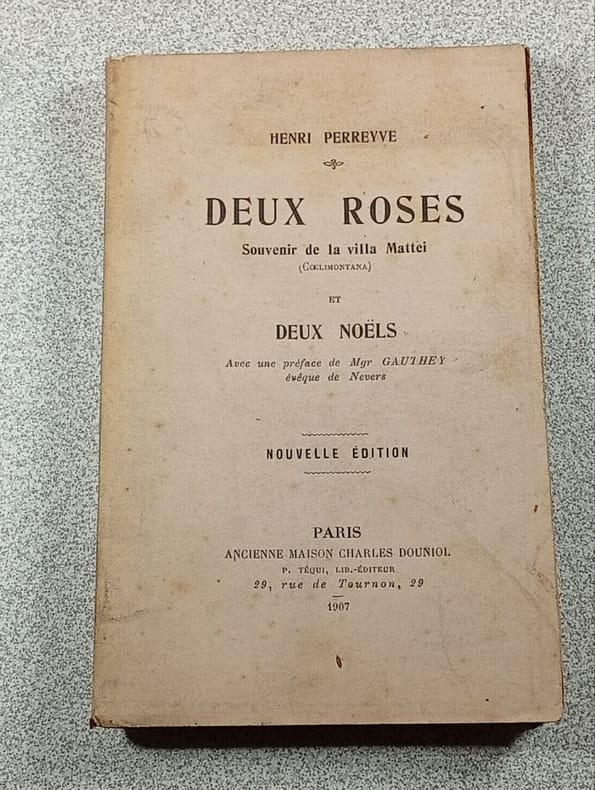 HENRI PERREYVE
DEUX ROSES
Souvenir de la villa Mattei
(CŒLIMONTANA)
ET
DEUX NOËLS
Avec une préface de Mgr GAUTHEY
évêque de Nevers
NOUVELLE ÉDITION
PARIS
ANCIENNE MAISON CHARLES DOUNIOL
P. TÉQUI, LIB.-ÉDITEUR
29, rue de Tournon, 29
1907